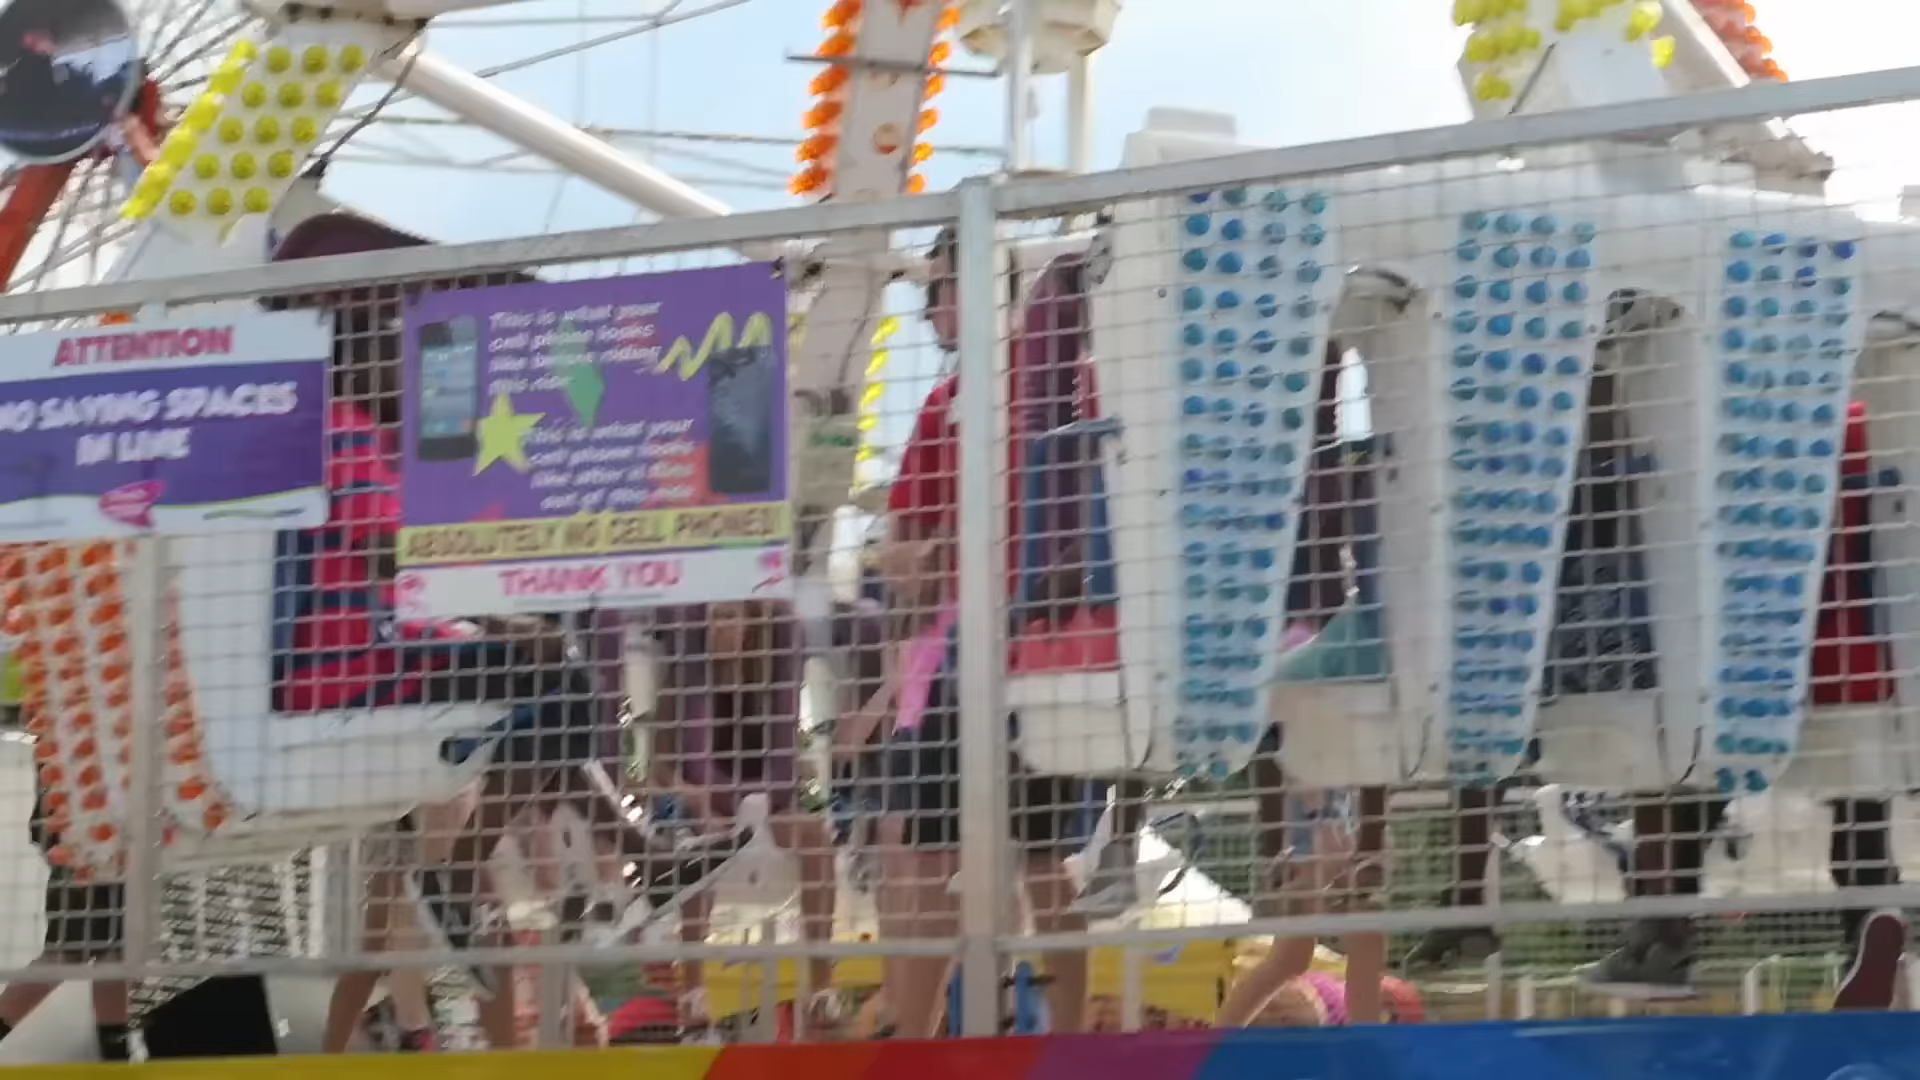 ATTENTION
NO SAVING SPACES
IN LINE
This is what your
cell phone looks
like before riding
this ride
This is what your
cell phone looks
like after it flies
out of this ride
ABSOLUTELY NO CELL PHONES!
THANK YOU